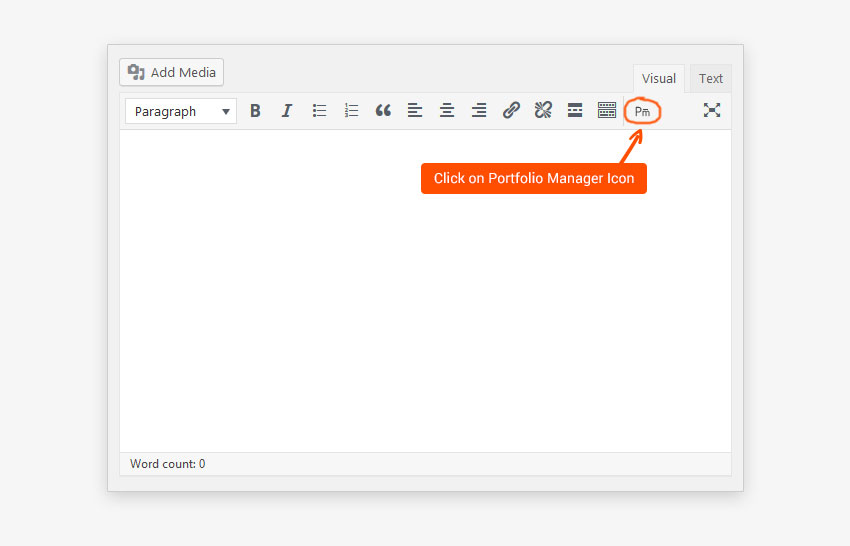 Add Media
Visual Text
Paragraph B I Pm
Click on Portfolio Manager Icon
Word count: 0